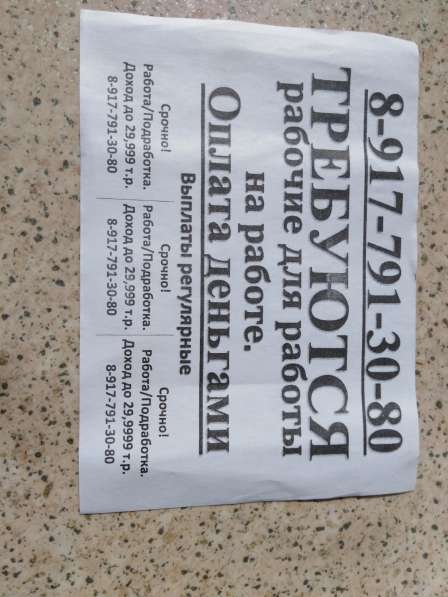 8-917-791-30-80
ТРЕБУЮТСЯ
рабочие для работы
на работе.
Оплата деньгами
Выплаты регулярные
Срочно!
Работа/Подработка.
Доход до 29,999 т.р.
8-917-791-30-80
Срочно!
Работа/Подработка.
Доход до 29,999 т.р.
8-917-791-30-80
Срочно!
Работа/Подработка.
Доход до 29,9999 т.р.
8-917-791-30-80